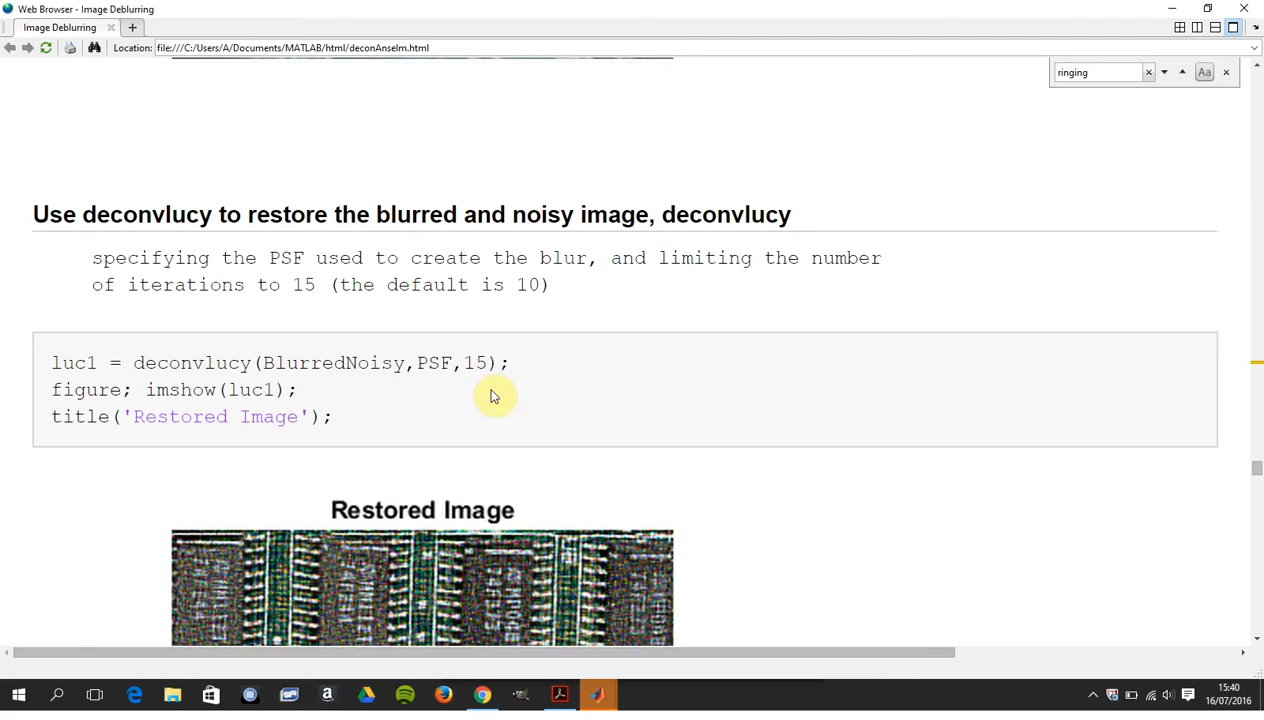 Web Browser - Image Deblurring
Image Deblurring
Location: file:///C:/Users/A/Documents/MATLAB/html/deconAnselm.html
ringing
Aa
Use deconvlucy to restore the blurred and noisy image, deconvlucy
specifying the PSF used to create the blur, and limiting the number
of iterations to 15 (the default is 10)
luc1 = deconvlucy(BlurredNoisy,PSF,15);
figure; imshow(luc1);
title('Restored Image');
Restored Image
15:40
16/07/2016